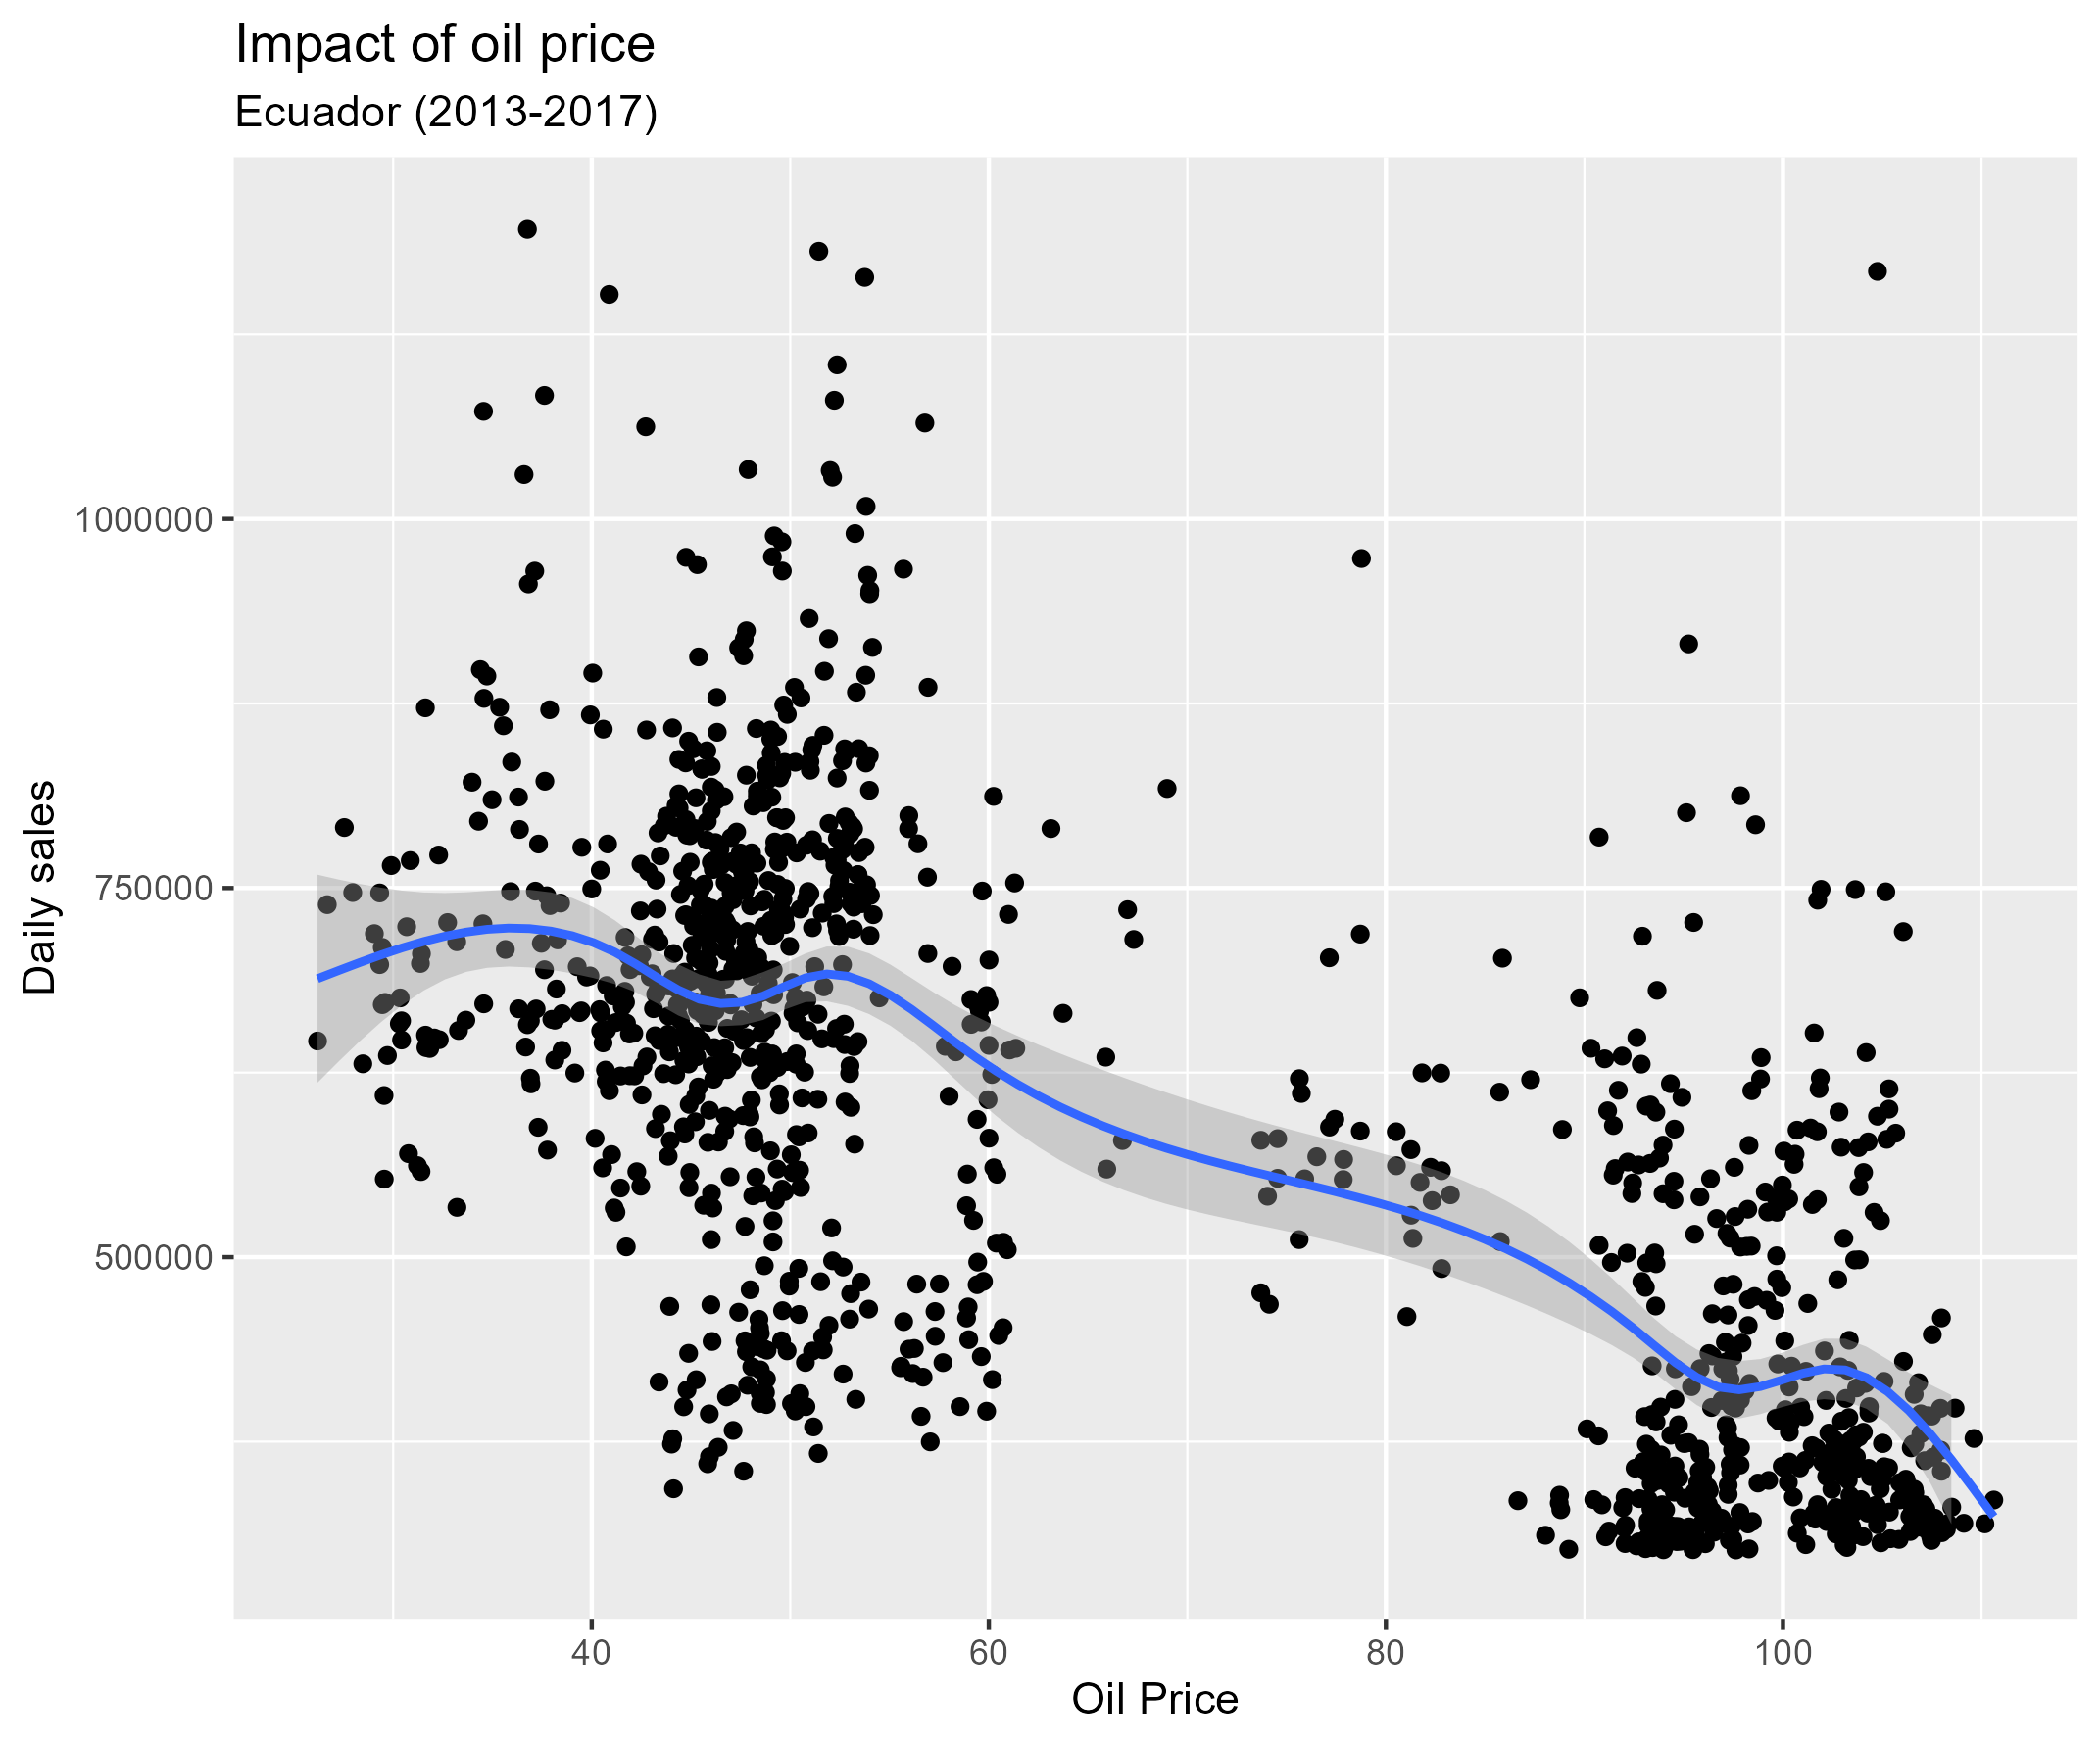 Impact of oil price
Ecuador (2013-2017)
1000000
750000
500000
Daily sales
40 60 80 100
Oil Price